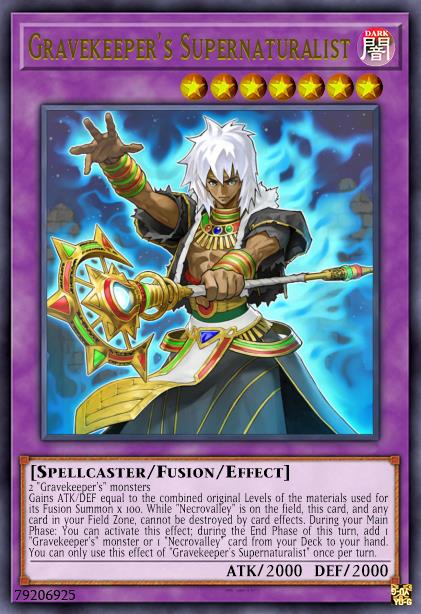 Gravekeeper's Supernaturalist
DARK
闇
[Spellcaster/Fusion/Effect]
2 "Gravekeeper's" monsters
Gains ATK/DEF equal to the combined original Levels of the materials used for
its Fusion Summon x 100. While "Necrovalley" is on the field, this card, and any
card in your Field Zone, cannot be destroyed by card effects. During your Main
Phase: You can activate this effect; during the End Phase of this turn, add 1
"Gravekeeper's" monster or 1 "Necrovalley" card from your Deck to your hand.
You can only use this effect of "Gravekeeper's Supernaturalist" once per turn.
ATK/2000 DEF/2000
79206925